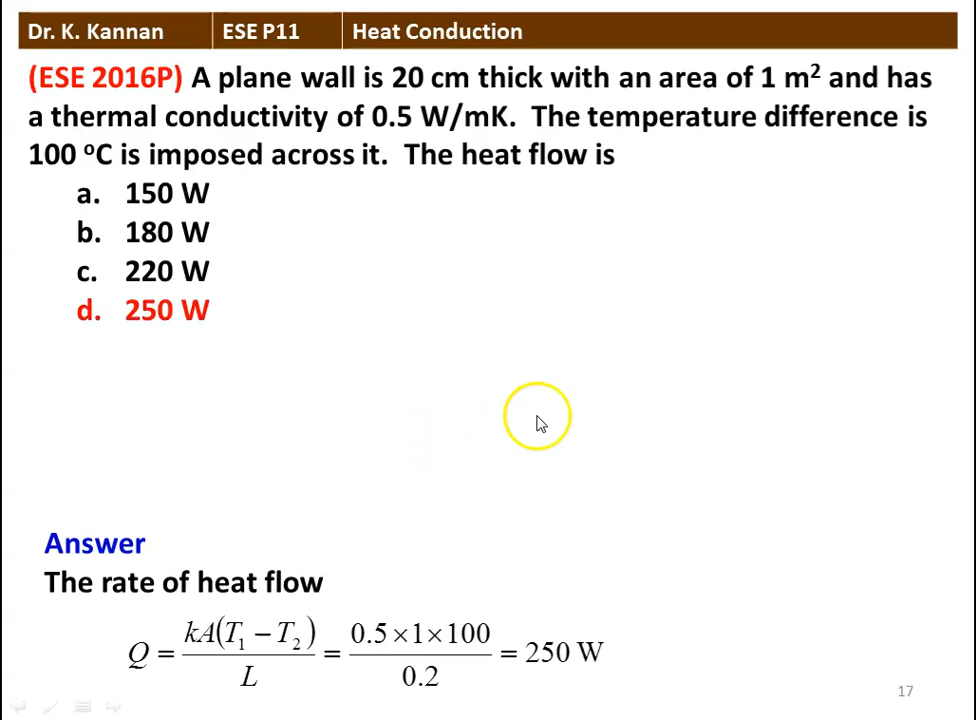 Dr. K. Kannan ESE P11 Heat Conduction
(ESE 2016P) A plane wall is 20 cm thick with an area of 1 m² and has
a thermal conductivity of 0.5 W/mK. The temperature difference is
100 ºC is imposed across it. The heat flow is
a. 150 W
b. 180 W
c. 220 W
d. 250 W
Answer
The rate of heat flow
Q = kA(T₁ − T₂) / L = 0.5 × 1 × 100 / 0.2 = 250 W
17